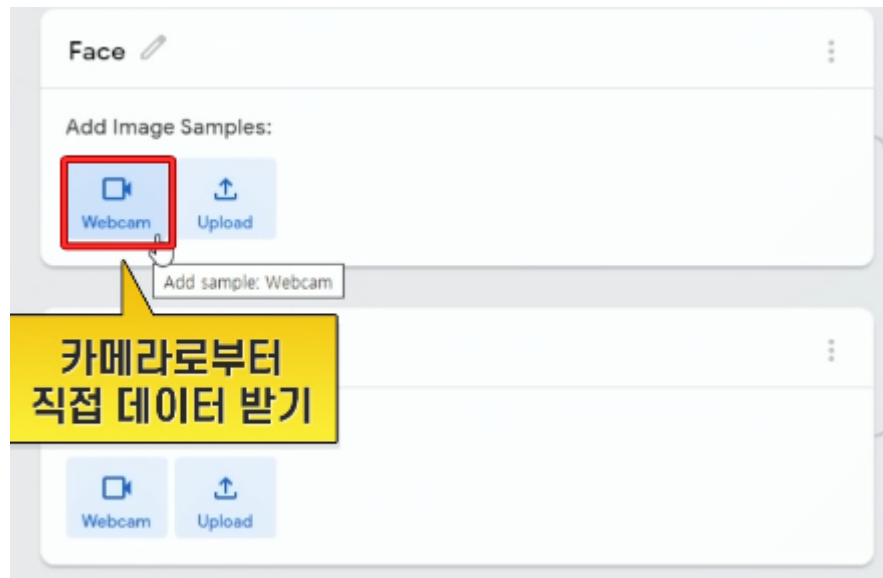 Face
Add Image Samples:
Webcam
Upload
Add sample: Webcam
카메라로부터
직접 데이터 받기
Webcam
Upload